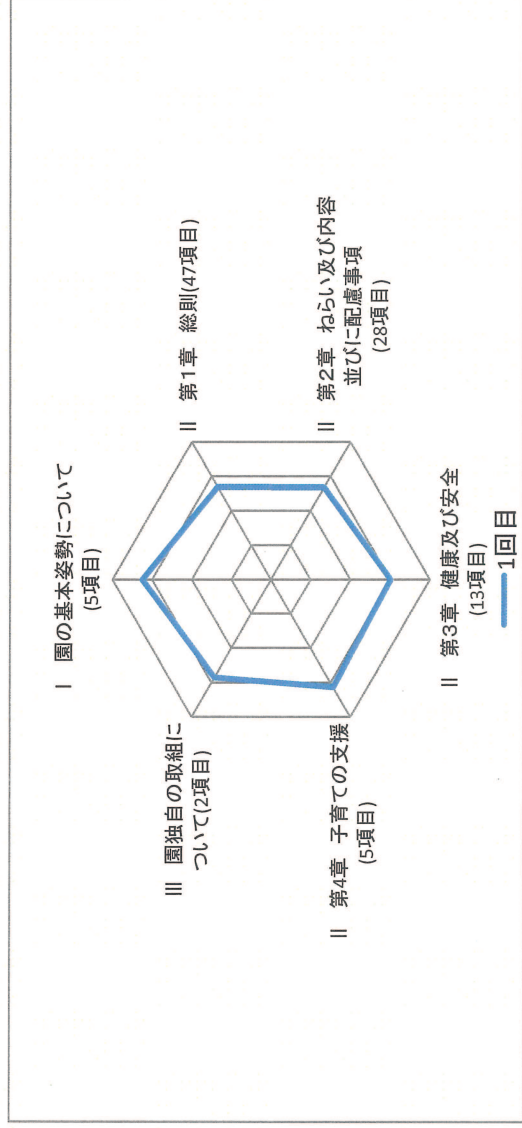 Ⅰ 園の基本姿勢について
(5項目)
Ⅱ 第1章 総則(47項目)
Ⅱ 第2章 ねらい及び内容
並びに配慮事項
(28項目)
Ⅱ 第3章 健康及び安全
(13項目)
Ⅱ 第4章 子育ての支援
(5項目)
Ⅲ 園独自の取組に
ついて(2項目)
1回目